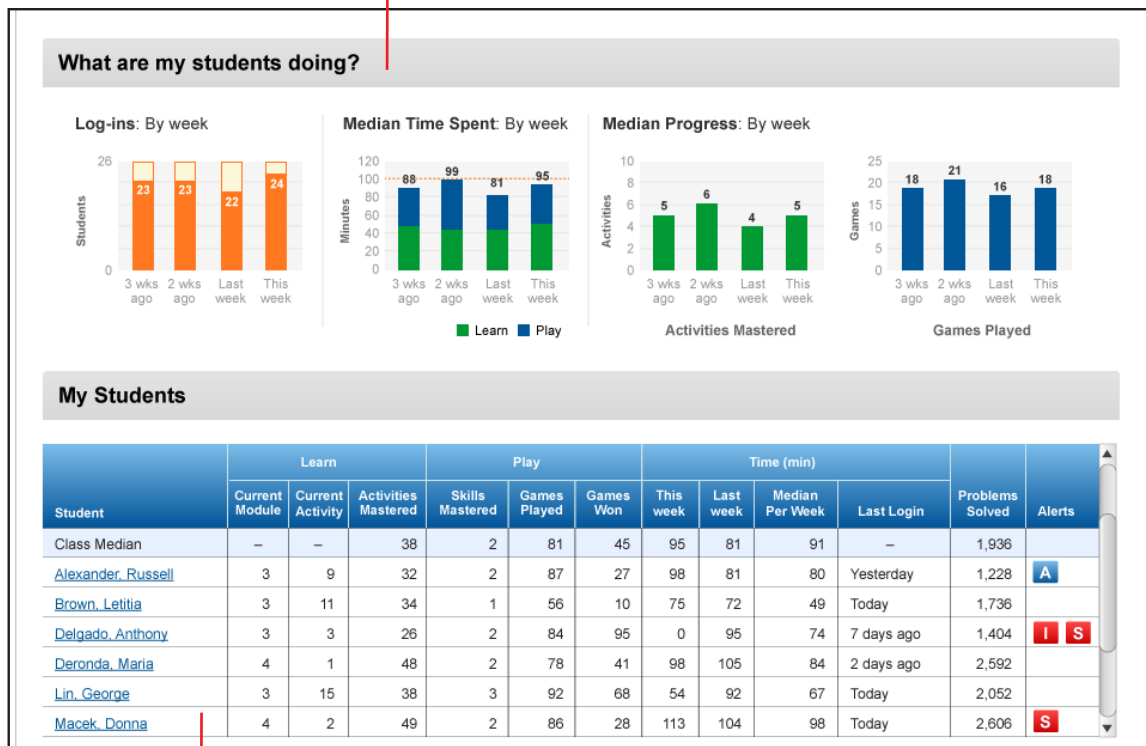 What are my students doing?
Log-ins: By week
Median Time Spent: By week
Median Progress: By week
26
0
Students
23
23
22
24
3 wks ago
2 wks ago
Last week
This week
120
100
80
60
40
20
0
Minutes
88
99
81
95
3 wks ago
2 wks ago
Last week
This week
Learn
Play
10
8
6
4
2
0
Activities
5
6
4
5
3 wks ago
2 wks ago
Last week
This week
Activities Mastered
25
20
15
10
5
0
Games
18
21
16
18
3 wks ago
2 wks ago
Last week
This week
Games Played
My Students
Learn Play Time (min)
Student Current Module Current Activity Activities Mastered Skills Mastered Games Played Games Won This week Last week Median Per Week Last Login Problems Solved Alerts
Class Median – – 38 2 81 45 95 81 91 – 1,936
Alexander, Russell 3 9 32 2 87 27 98 81 80 Yesterday 1,228 A
Brown, Letitia 3 11 34 1 56 10 75 72 49 Today 1,736
Delgado, Anthony 3 3 26 2 84 95 0 95 74 7 days ago 1,404 I S
Deronda, Maria 4 1 48 2 78 41 98 105 84 2 days ago 2,592
Lin, George 3 15 38 3 92 68 54 92 67 Today 2,052
Macek, Donna 4 2 49 2 86 28 113 104 98 Today 2,606 S